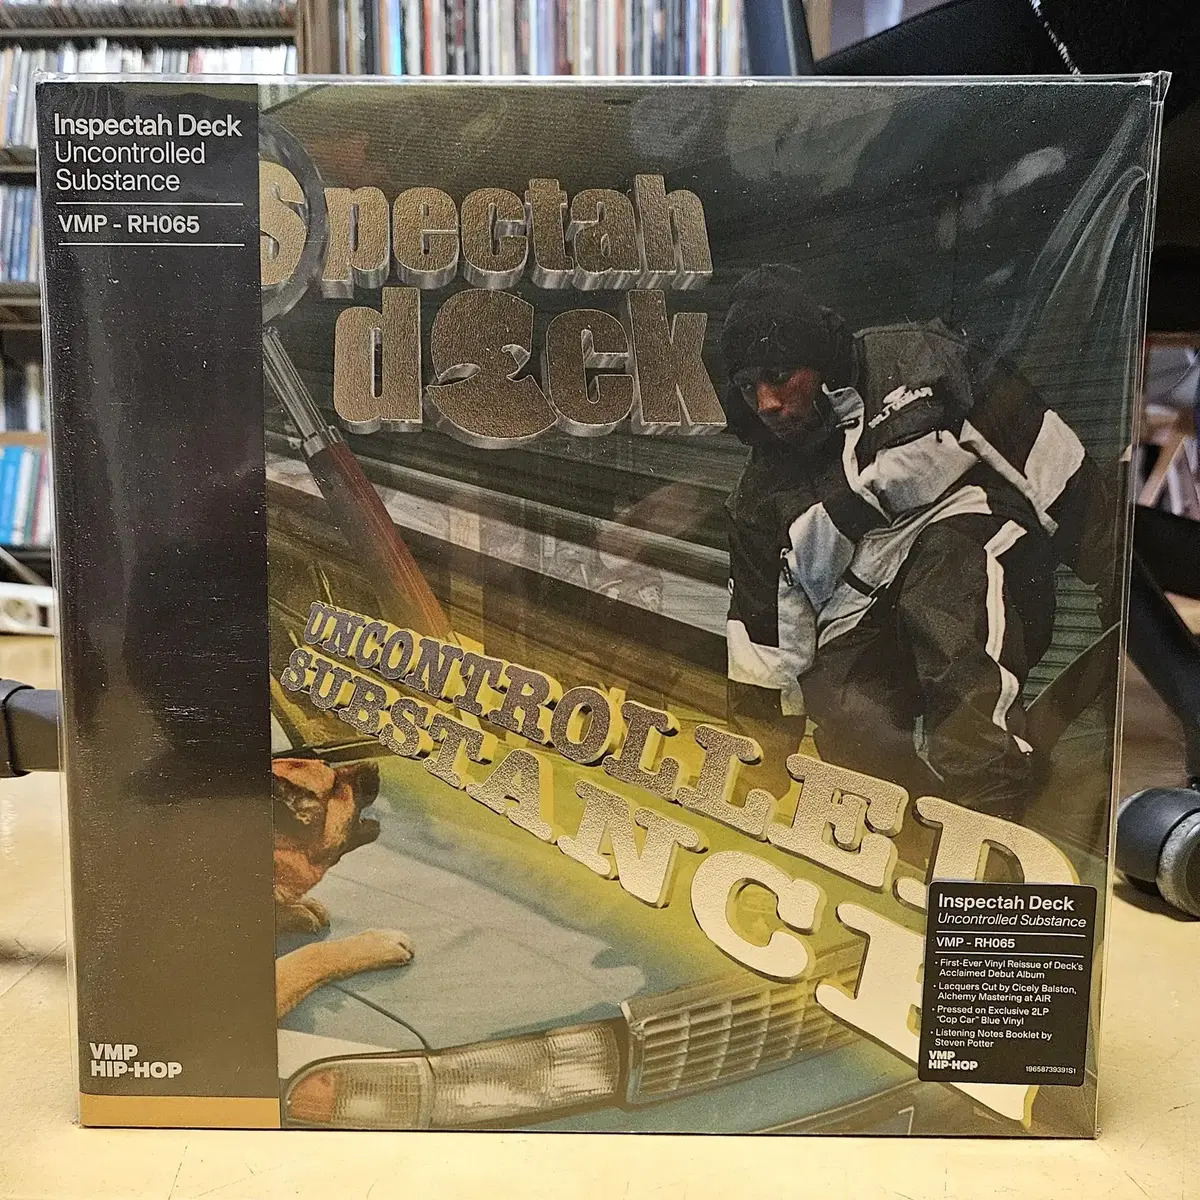 Inspectah Deck
Uncontrolled
Substance
VMP - RH065
Spectah
deck
UNCONTROLLED
SUBSTANCE
Inspectah Deck
Uncontrolled Substance
VMP - RH065
• First-Ever Vinyl Reissue of Deck's
Acclaimed Debut Album
• Lacquers Cut by Cicely Balston,
Alchemy Mastering at AIR
• Pressed on Exclusive 2LP
"Cop Car" Blue Vinyl
• Listening Notes Booklet by
Steven Potter
VMP
HIP-HOP
19658739391S1
VMP
HIP-HOP